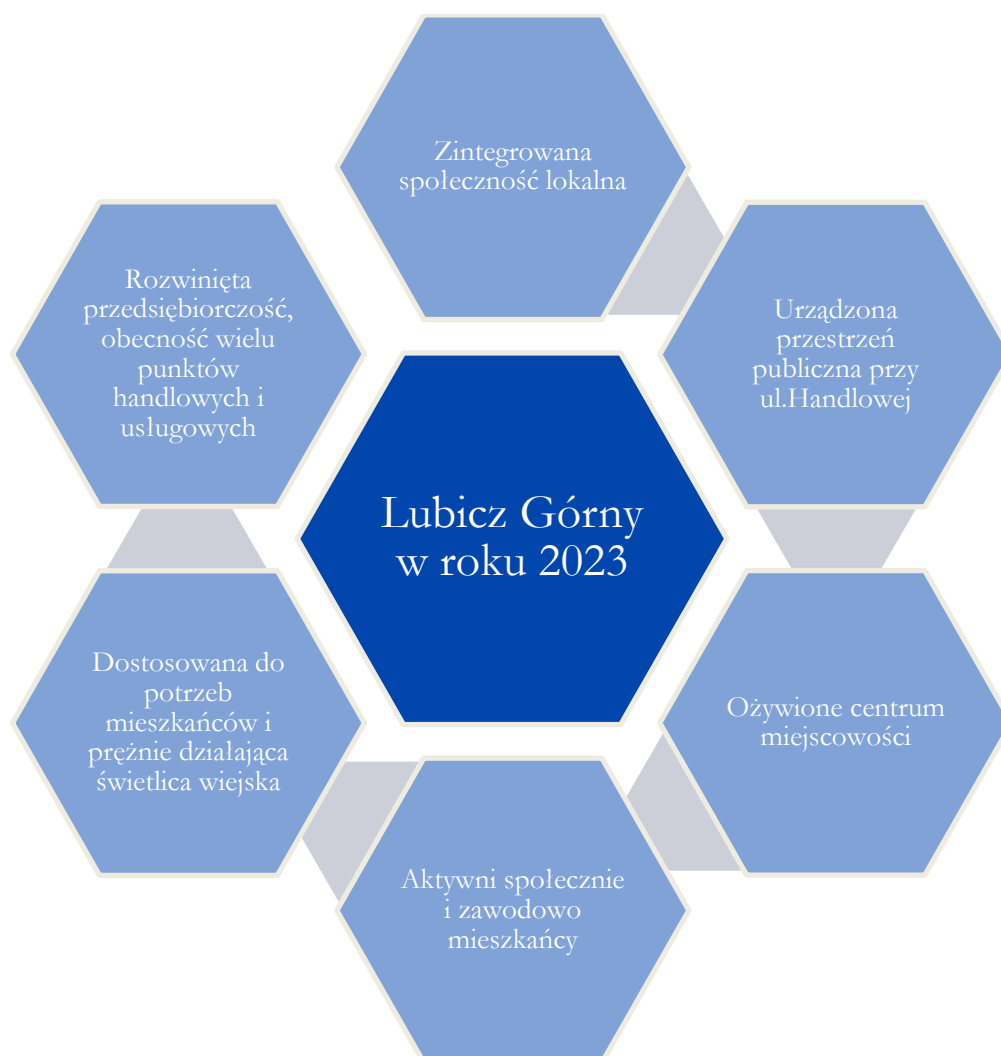 Zintegrowana
społeczność lokalna
Urządzona
przestrzeń
publiczna przy
ul.Handlowej
Ożywione centrum
miejscowości
Aktywni społecznie
i zawodowo
mieszkańcy
Dostosowana do
potrzeb
mieszkańców i
prężnie działająca
świetlica wiejska
Rozwinięta
przedsiębiorczość,
obecność wielu
punktów
handlowych i
usługowych
Lubicz Górny
w roku 2023